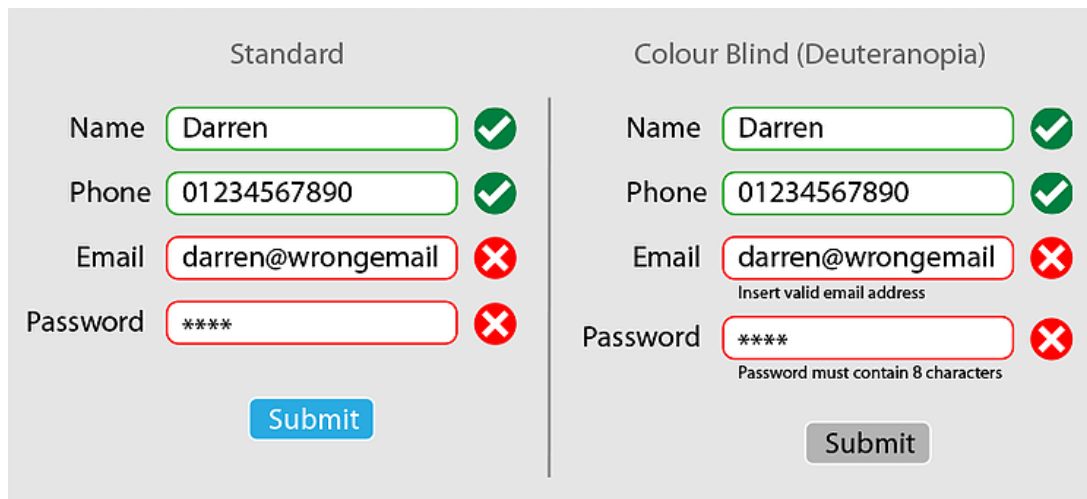 Standard
Name Darren
Phone 01234567890
Email darren@wrongemail
Password ****
Submit
Colour Blind (Deuteranopia)
Name Darren
Phone 01234567890
Email darren@wrongemail
Insert valid email address
Password ****
Password must contain 8 characters
Submit